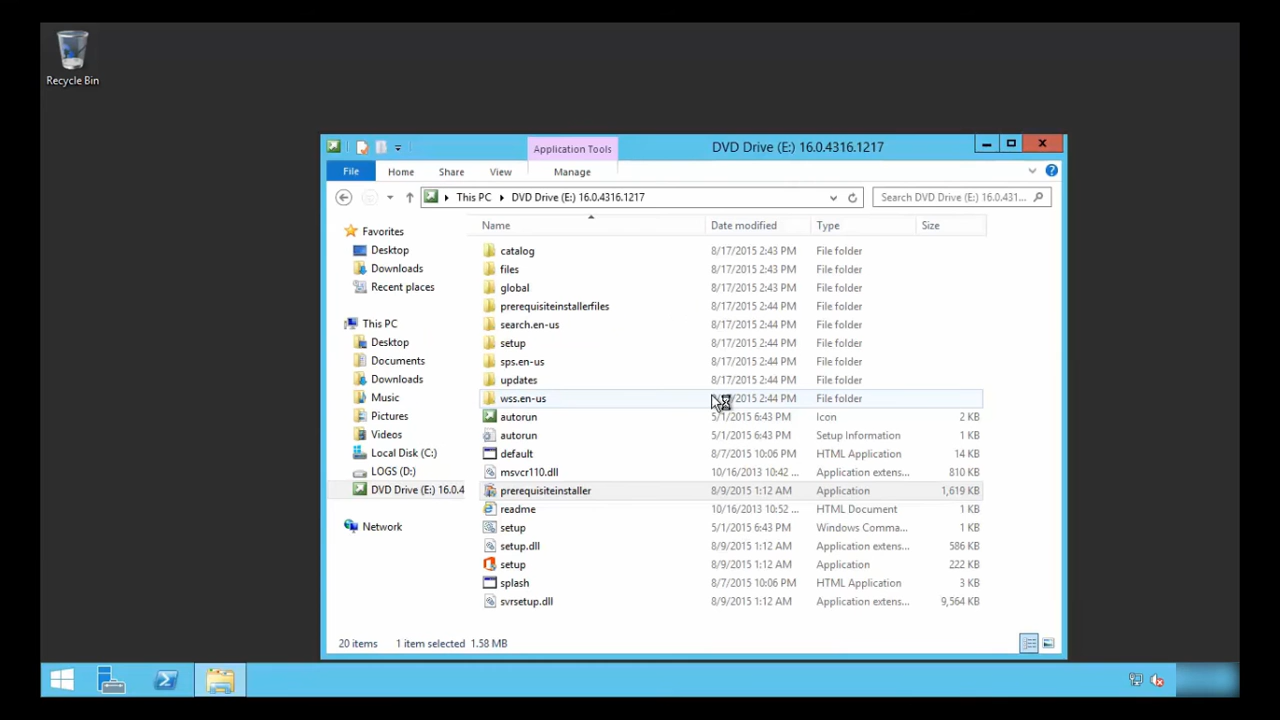 Recycle Bin
Application Tools
DVD Drive (E:) 16.0.4316.1217
File
Home
Share
View
Manage
This PC
DVD Drive (E:) 16.0.4316.1217
Search DVD Drive (E:) 16.0.431...
Name
Date modified
Type
Size
Favorites
Desktop
Downloads
Recent places
This PC
Desktop
Documents
Downloads
Music
Pictures
Videos
Local Disk (C:)
LOGS (D:)
DVD Drive (E:) 16.0.4
Network
catalog 8/17/2015 2:43 PM File folder
files 8/17/2015 2:43 PM File folder
global 8/17/2015 2:43 PM File folder
prerequisiteinstallerfiles 8/17/2015 2:44 PM File folder
search.en-us 8/17/2015 2:44 PM File folder
setup 8/17/2015 2:44 PM File folder
sps.en-us 8/17/2015 2:44 PM File folder
updates 8/17/2015 2:44 PM File folder
wss.en-us 2:44 PM File folder
autorun 5/1/2015 6:43 PM Icon 2 KB
autorun 5/1/2015 6:43 PM Setup Information 1 KB
default 8/7/2015 10:06 PM HTML Application 14 KB
msvcr110.dll 10/16/2013 10:42 ... Application extens... 810 KB
prerequisiteinstaller 8/9/2015 1:12 AM Application 1,619 KB
readme 10/16/2013 10:52 ... HTML Document 1 KB
setup 5/1/2015 6:43 PM Windows Comma... 1 KB
setup.dll 8/9/2015 1:12 AM Application extens... 586 KB
setup 8/9/2015 1:12 AM Application 222 KB
splash 8/7/2015 10:06 PM HTML Application 3 KB
svrsetup.dll 8/9/2015 1:12 AM Application extens... 9,564 KB
20 items
1 item selected 1.58 MB